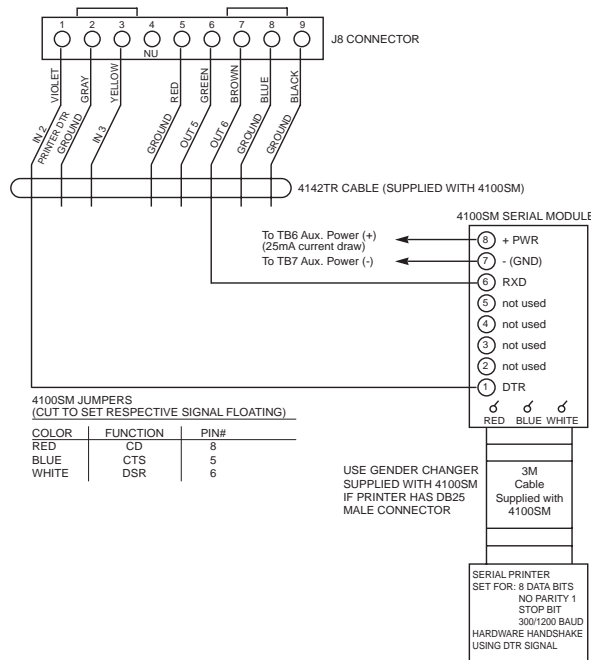 1 2 3 4 5 6 7 8 9
NU
J8 CONNECTOR
VIOLET
GRAY
YELLOW
RED
GREEN
BROWN
BLUE
BLACK
IN 2
PRINTER DTR
GROUND
IN 3
GROUND
OUT 5
OUT 6
GROUND
GROUND
4142TR CABLE (SUPPLIED WITH 4100SM)
4100SM SERIAL MODULE
To TB6 Aux. Power (+)
(25mA current draw)
To TB7 Aux. Power (-)
8 + PWR
7 - (GND)
6 RXD
5 not used
4 not used
3 not used
2 not used
1 DTR
RED BLUE WHITE
4100SM JUMPERS
(CUT TO SET RESPECTIVE SIGNAL FLOATING)
COLOR FUNCTION PIN#
RED CD 8
BLUE CTS 5
WHITE DSR 6
USE GENDER CHANGER
SUPPLIED WITH 4100SM
IF PRINTER HAS DB25
MALE CONNECTOR
3M
Cable
Supplied with
4100SM
SERIAL PRINTER
SET FOR: 8 DATA BITS
NO PARITY 1
STOP BIT
300/1200 BAUD
HARDWARE HANDSHAKE
USING DTR SIGNAL